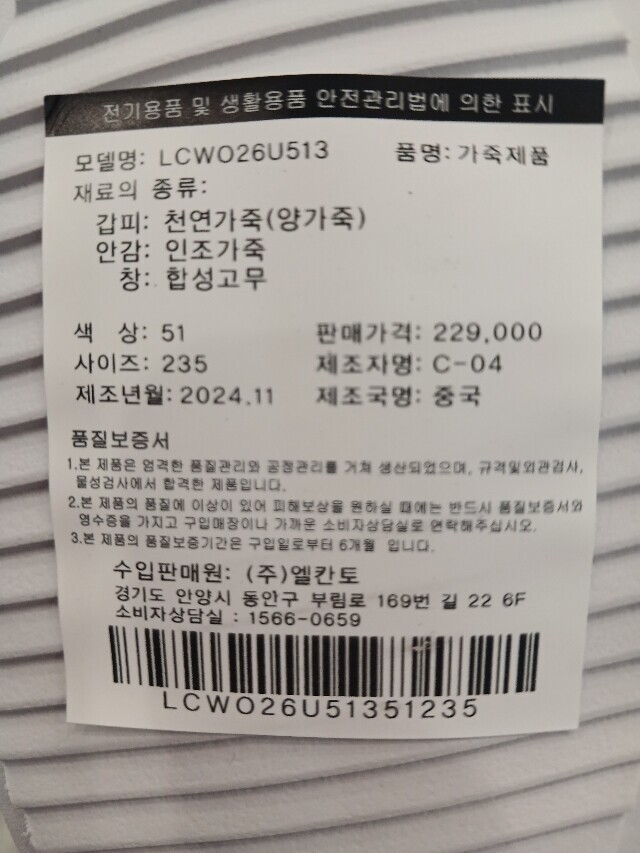 전기용품 및 생활용품 안전관리법에 의한 표시
모델명: LCWO26U513 품명: 가죽제품
재료의 종류:
갑피: 천연가죽(양가죽)
안감: 인조가죽
창: 합성고무
색 상: 51 판매가격: 229,000
사이즈: 235 제조자명: C-04
제조년월: 2024.11 제조국명: 중국
품질보증서
1.본 제품은 엄격한 품질관리와 공정관리를 거쳐 생산되었으며, 규격및외관검사,
물성검사에서 합격한 제품입니다.
2.본 제품의 품질에 이상이 있어 피해보상을 원하실 때에는 반드시 품질보증서와
영수증을 가지고 구입매장이나 가까운 소비자상담실로 연락해주십시오.
3.본 제품의 품질보증기간은 구입일로부터 6개월 입니다.
수입판매원: (주)엘칸토
경기도 안양시 동안구 부림로 169번 길 22 6F
소비자상담실 : 1566-0659
LCWO26U51351235